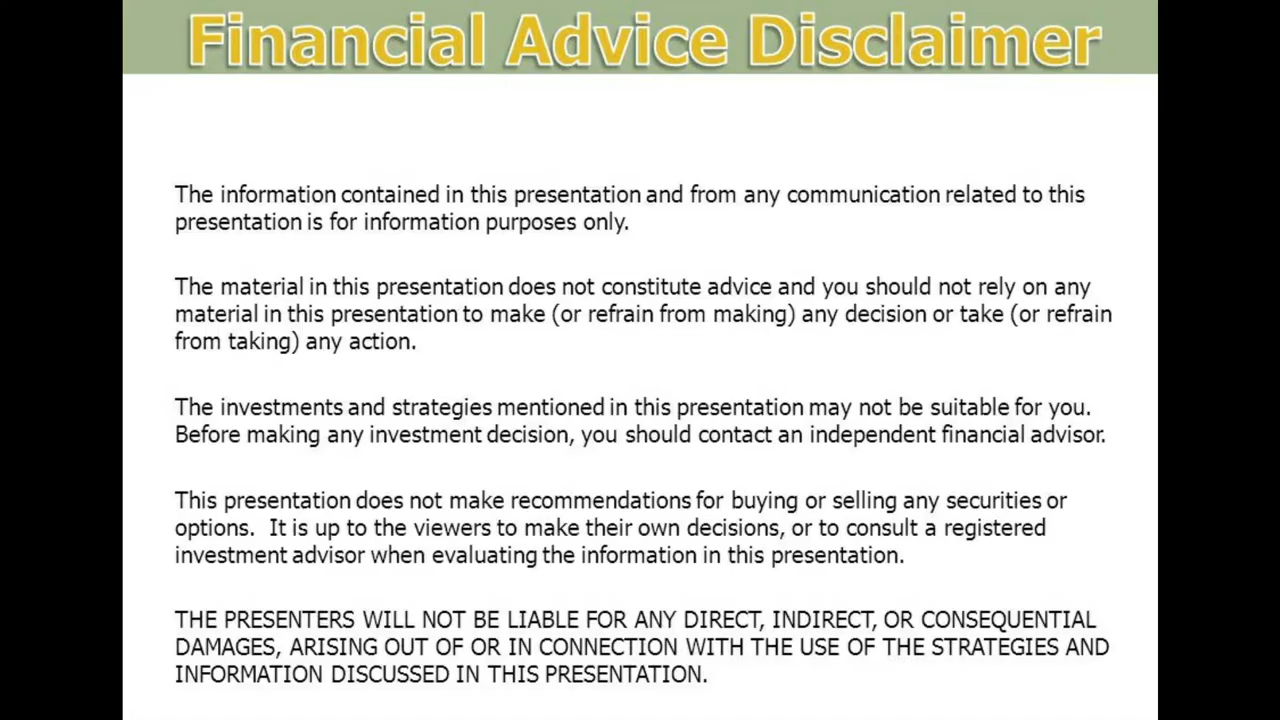 Financial Advice Disclaimer
The information contained in this presentation and from any communication related to this
presentation is for information purposes only.
The material in this presentation does not constitute advice and you should not rely on any
material in this presentation to make (or refrain from making) any decision or take (or refrain
from taking) any action.
The investments and strategies mentioned in this presentation may not be suitable for you.
Before making any investment decision, you should contact an independent financial advisor.
This presentation does not make recommendations for buying or selling any securities or
options.  It is up to the viewers to make their own decisions, or to consult a registered
investment advisor when evaluating the information in this presentation.
THE PRESENTERS WILL NOT BE LIABLE FOR ANY DIRECT, INDIRECT, OR CONSEQUENTIAL
DAMAGES, ARISING OUT OF OR IN CONNECTION WITH THE USE OF THE STRATEGIES AND
INFORMATION DISCUSSED IN THIS PRESENTATION.